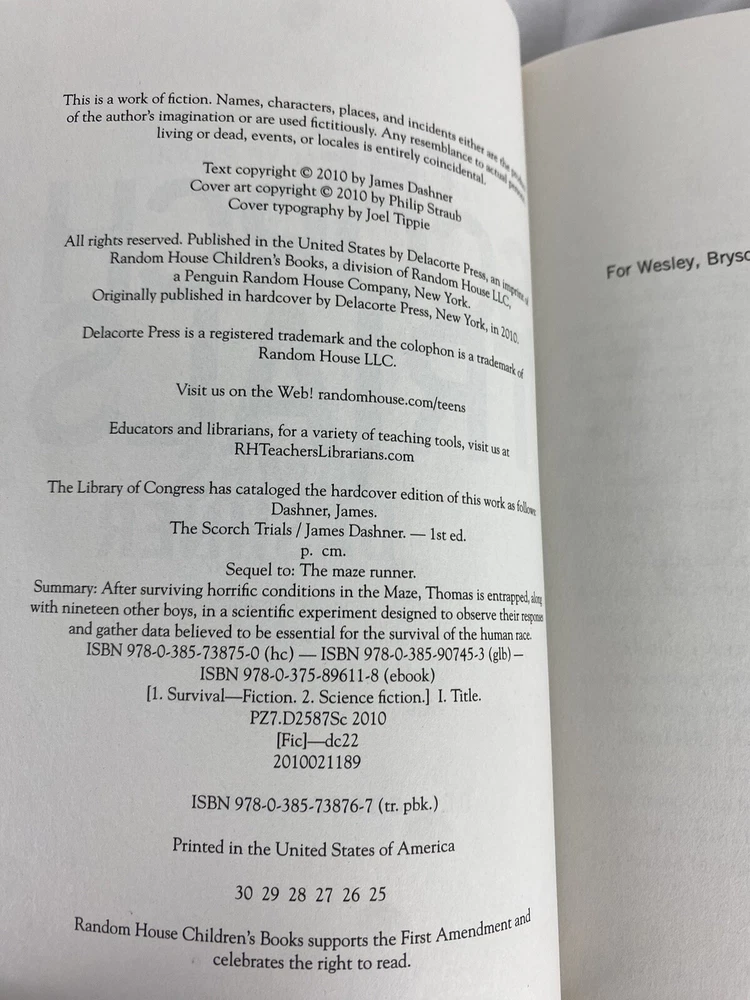 This is a work of fiction. Names, characters, places, and incidents either are the
of the author's imagination or are used fictitiously. Any resemblance to actual persons,
living or dead, events, or locales is entirely coincidental.
Text copyright © 2010 by James Dashner
Cover art copyright © 2010 by Philip Straub
Cover typography by Joel Tippie
All rights reserved. Published in the United States by Delacorte Press, an imprint of
Random House Children's Books, a division of Random House LLC,
a Penguin Random House Company, New York.
Originally published in hardcover by Delacorte Press, New York, in 2010.
Delacorte Press is a registered trademark and the colophon is a trademark of
Random House LLC.
Visit us on the Web! randomhouse.com/teens
Educators and librarians, for a variety of teaching tools, visit us at
RHTeachersLibrarians.com
The Library of Congress has cataloged the hardcover edition of this work as follows:
Dashner, James.
The Scorch Trials / James Dashner. — 1st ed.
p. cm.
Sequel to: The maze runner.
Summary: After surviving horrific conditions in the Maze, Thomas is entrapped, along
with nineteen other boys, in a scientific experiment designed to observe their responses
and gather data believed to be essential for the survival of the human race.
ISBN 978-0-385-73875-0 (hc) — ISBN 978-0-385-90745-3 (glb) —
ISBN 978-0-375-89611-8 (ebook)
[1. Survival—Fiction. 2. Science fiction.] I. Title.
PZ7.D2587Sc 2010
[Fic]—dc22
2010021189
ISBN 978-0-385-73876-7 (tr. pbk.)
Printed in the United States of America
30 29 28 27 26 25
Random House Children's Books supports the First Amendment and
celebrates the right to read.
For Wesley, Bryso